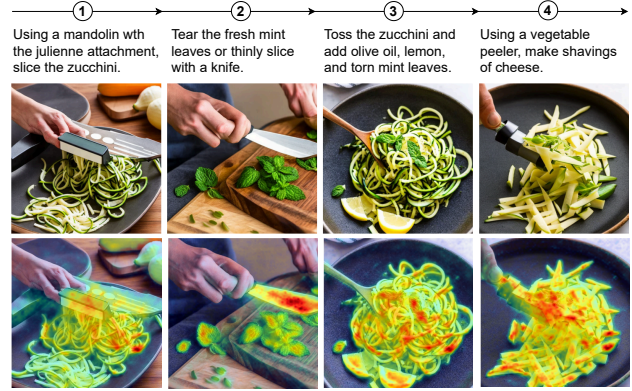 1
2
3
4
Using a mandolin wth
the julienne attachment,
slice the zucchini.
Tear the fresh mint
leaves or thinly slice
with a knife.
Toss the zucchini and
add olive oil, lemon,
and torn mint leaves.
Using a vegetable
peeler, make shavings
of cheese.